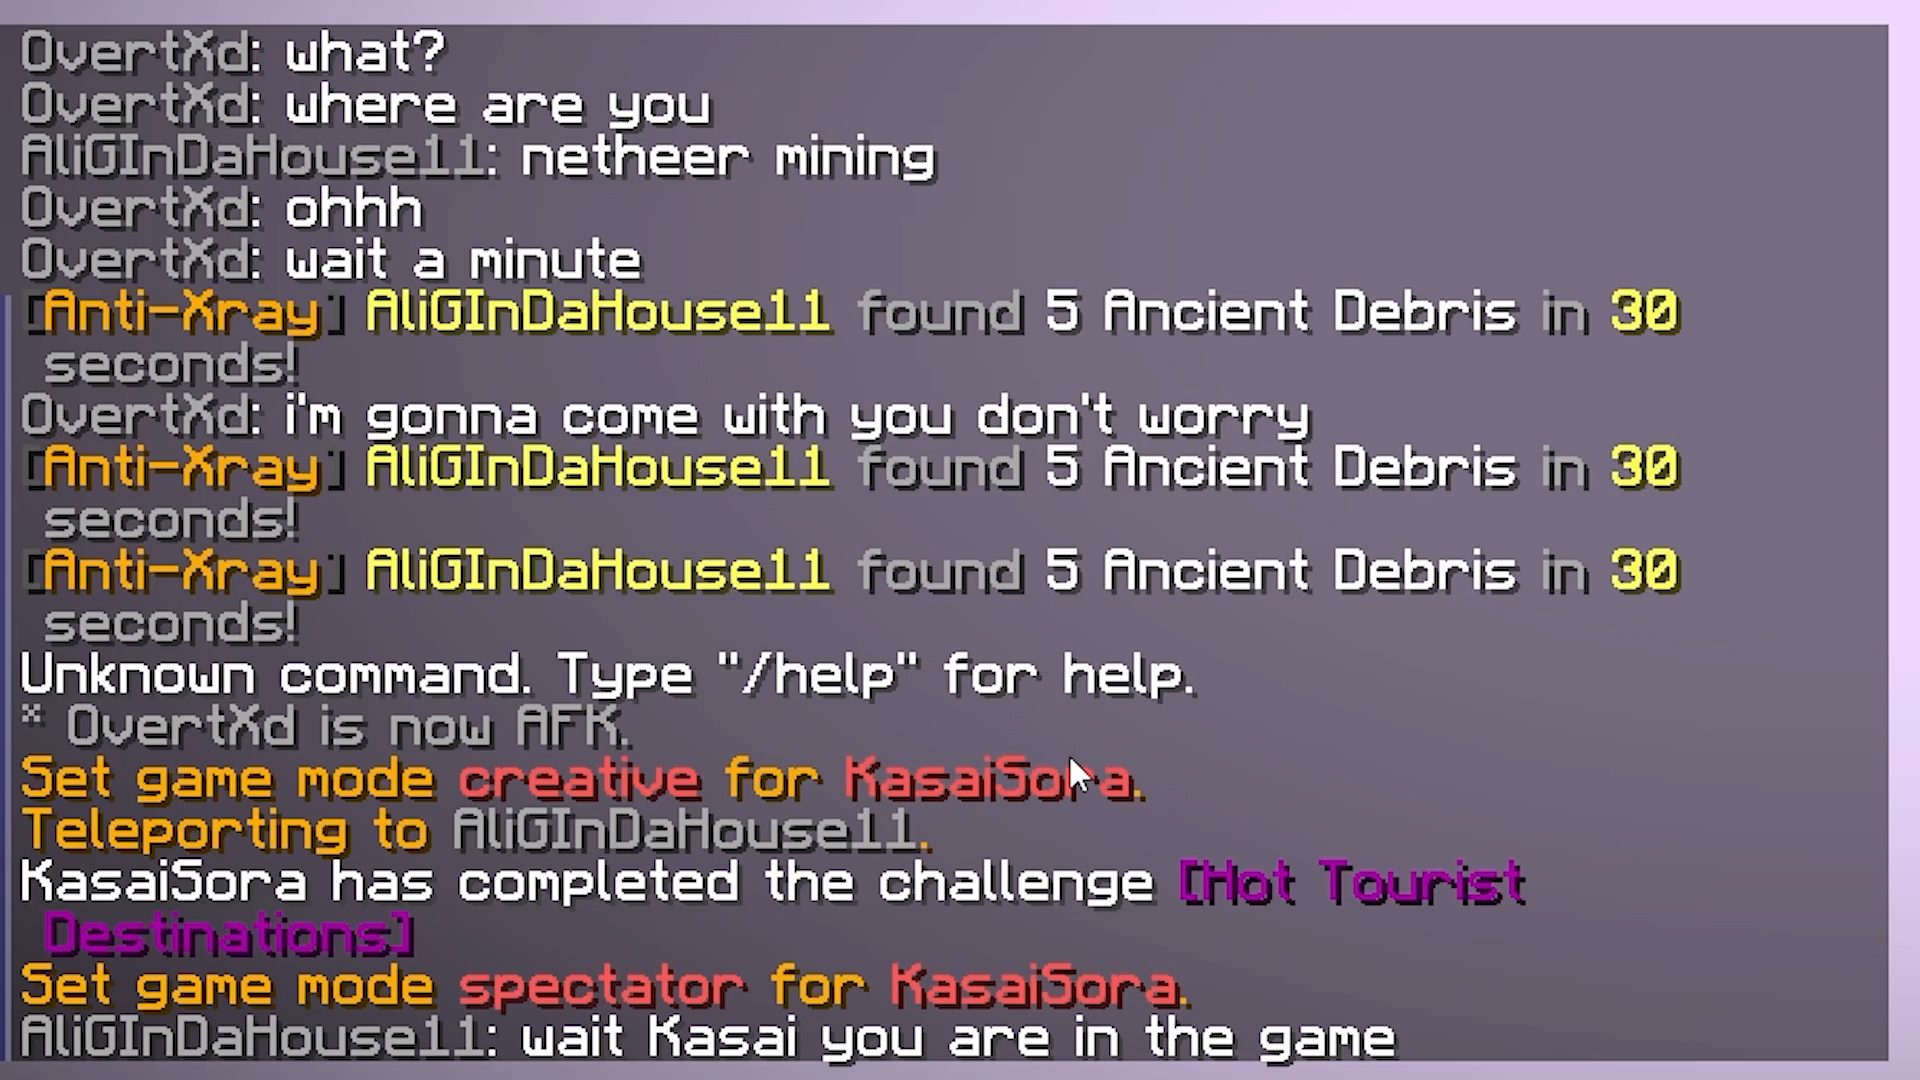 OvertXd: what?
OvertXd: where are you
AliGInDaHouse11: netheer mining
OvertXd: ohhh
OvertXd: wait a minute
[Anti-Xray] AliGInDaHouse11 found 5 Ancient Debris in 30
seconds!
OvertXd: i'm gonna come with you don't worry
[Anti-Xray] AliGInDaHouse11 found 5 Ancient Debris in 30
seconds!
[Anti-Xray] AliGInDaHouse11 found 5 Ancient Debris in 30
seconds!
Unknown command. Type "/help" for help.
* OvertXd is now AFK.
Set game mode creative for KasaiSora.
Teleporting to AliGInDaHouse11.
KasaiSora has completed the challenge [Hot Tourist
Destinations]
Set game mode spectator for KasaiSora.
AliGInDaHouse11: wait Kasai you are in the game